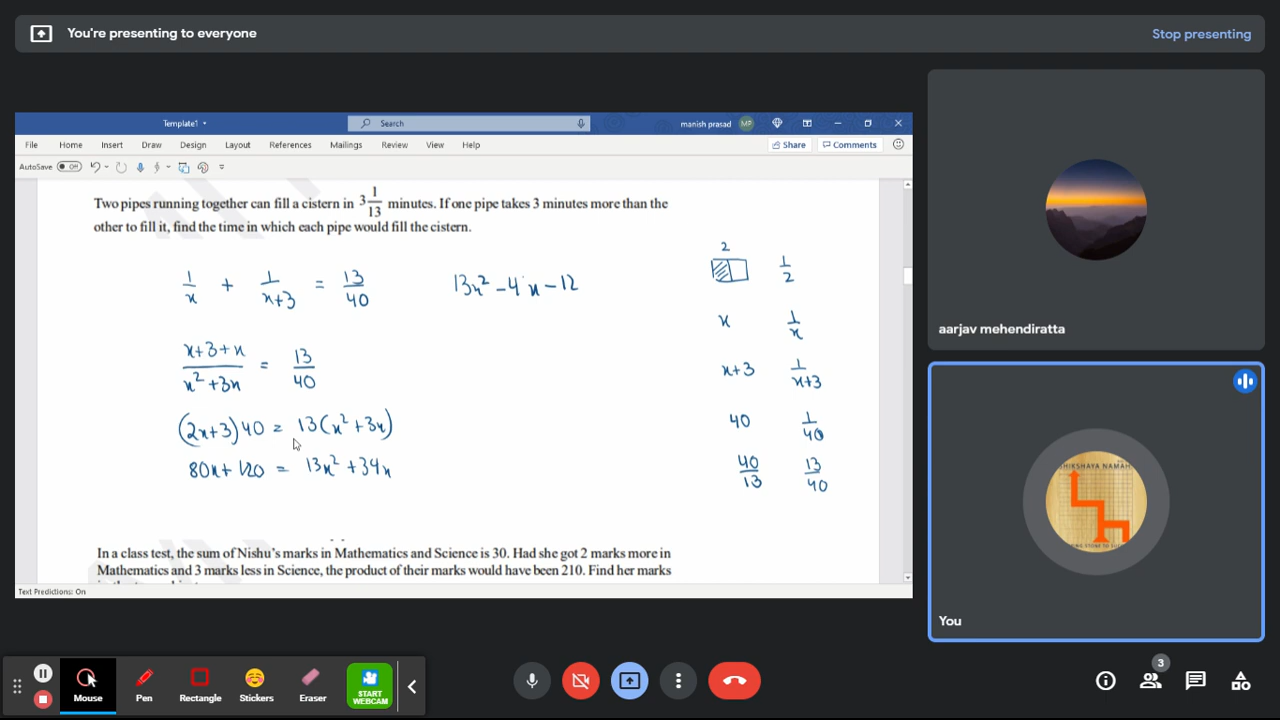 You're presenting to everyone
Stop presenting
Template1
Search
manish prasad
MP
File Home Insert Draw Design Layout References Mailings Review View Help
Share
Comments
AutoSave Off
Two pipes running together can fill a cistern in 3 1/13 minutes. If one pipe takes 3 minutes more than the
other to fill it, find the time in which each pipe would fill the cistern.
1/x + 1/(x+3) = 13/40
13x² - 4 x - 12
(x+3+x)/(x²+3x) = 13/40
(2x+3)40 = 13(x²+3x)
80x+120 = 13x²+34x
2
1/2
x 1/x
x+3 1/(x+3)
40 1/40
40/13 13/40
In a class test, the sum of Nishu's marks in Mathematics and Science is 30. Had she got 2 marks more in
Mathematics and 3 marks less in Science, the product of their marks would have been 210. Find her marks
Text Predictions: On
aarjav mehendiratta
SHIKSHAYA NAMAH
You
Mouse
Pen
Rectangle
Stickers
Eraser
START
WEBCAM
3